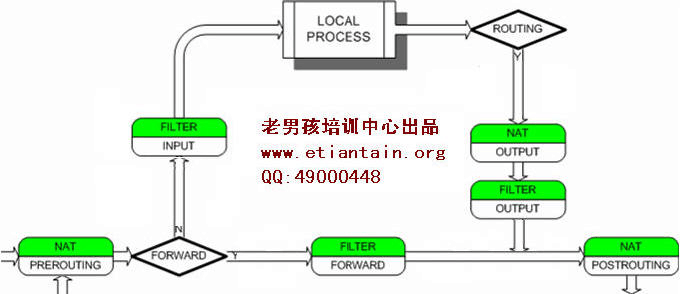 LOCAL
PROCESS
ROUTING
Y
FILTER
INPUT
老男孩培训中心出品
www.etiantain.org
QQ:49000448
NAT
OUTPUT
FILTER
OUTPUT
N
NAT
PREROUTING
FORWARD
Y
FILTER
FORWARD
NAT
POSTROUTING